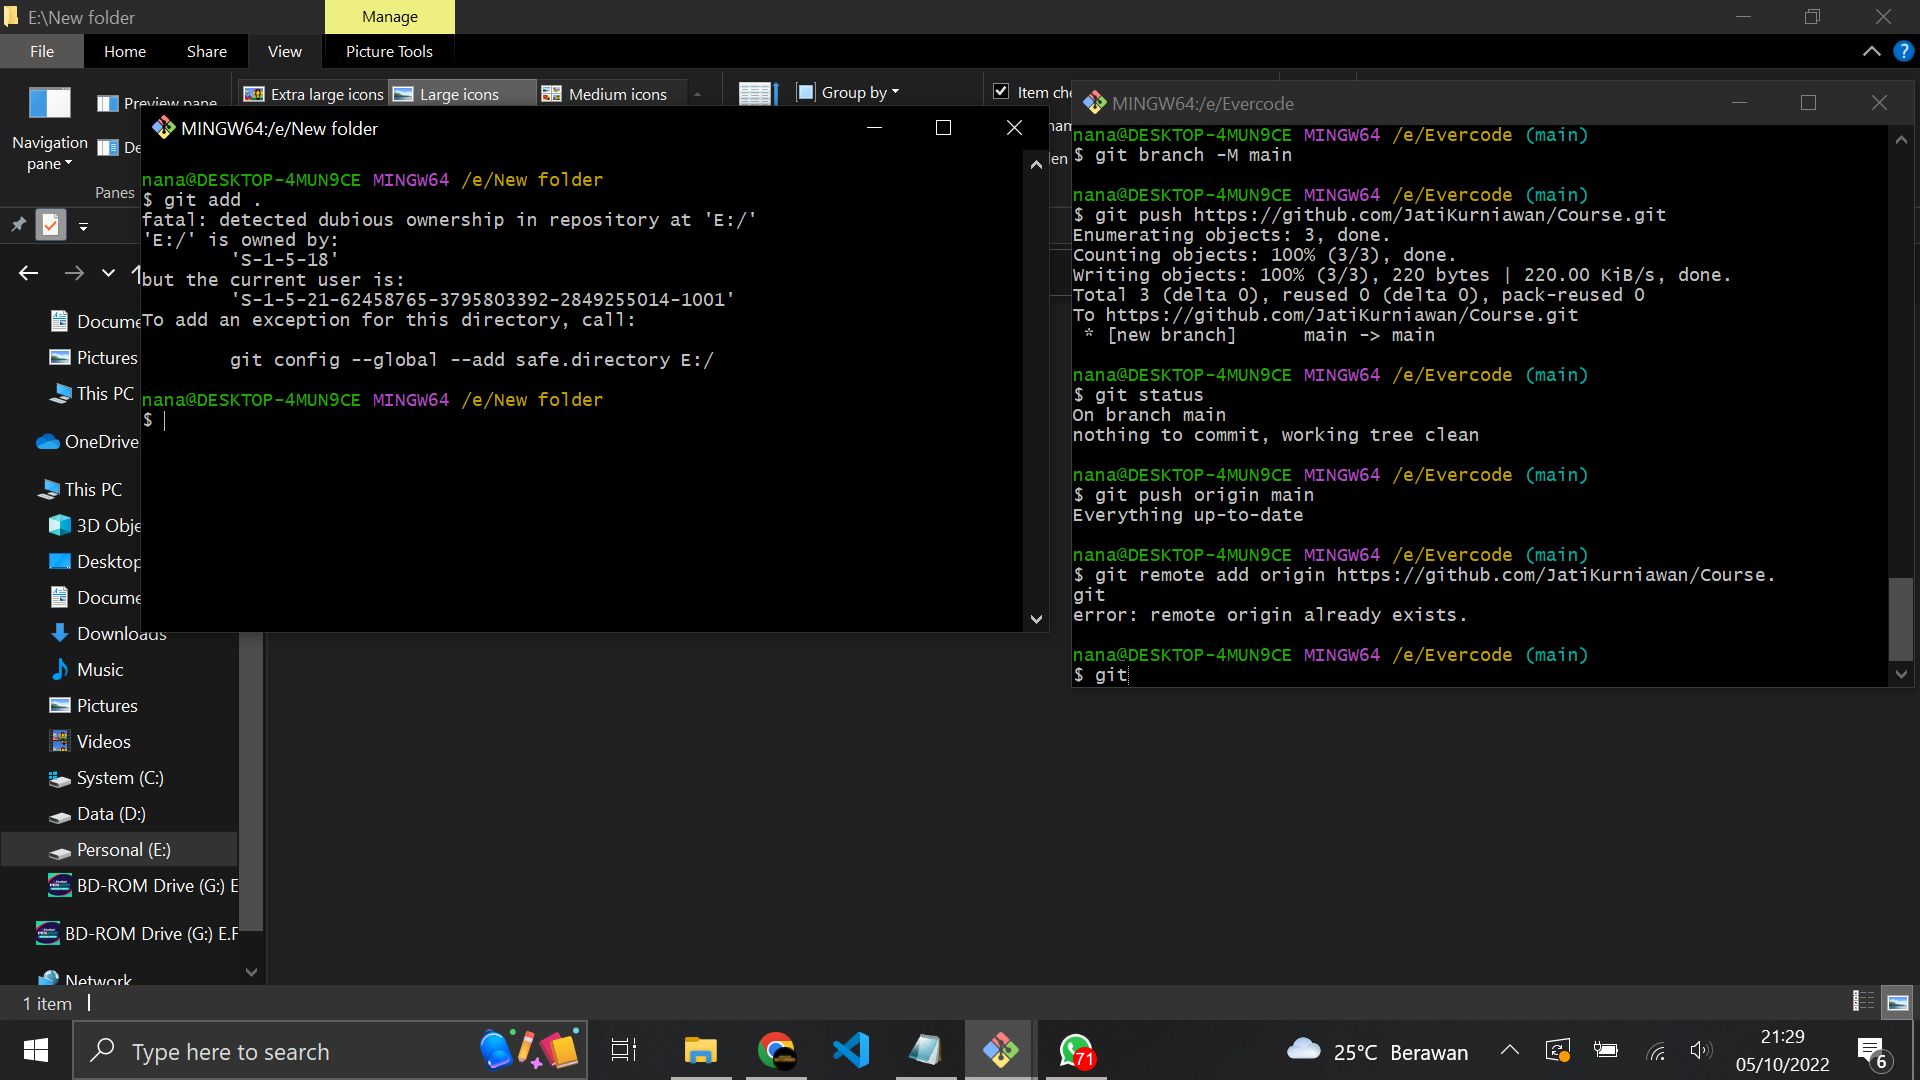 E:\New folder
Manage
File
Home
Share
View
Picture Tools
Navigation
pane
Preview pane
De
Panes
Extra large icons
Large icons
Medium icons
Group by
Item che
nam
en
MINGW64:/e/New folder
nana@DESKTOP-4MUN9CE MINGW64 /e/New folder
$ git add .
fatal: detected dubious ownership in repository at 'E:/'
'E:/' is owned by:
'S-1-5-18'
but the current user is:
'S-1-5-21-62458765-3795803392-2849255014-1001'
To add an exception for this directory, call:
git config --global --add safe.directory E:/
nana@DESKTOP-4MUN9CE MINGW64 /e/New folder
$
MINGW64:/e/Evercode
nana@DESKTOP-4MUN9CE MINGW64 /e/Evercode (main)
$ git branch -M main
nana@DESKTOP-4MUN9CE MINGW64 /e/Evercode (main)
$ git push https://github.com/JatiKurniawan/Course.git
Enumerating objects: 3, done.
Counting objects: 100% (3/3), done.
Writing objects: 100% (3/3), 220 bytes | 220.00 KiB/s, done.
Total 3 (delta 0), reused 0 (delta 0), pack-reused 0
To https://github.com/JatiKurniawan/Course.git
* [new branch]      main -> main
nana@DESKTOP-4MUN9CE MINGW64 /e/Evercode (main)
$ git status
On branch main
nothing to commit, working tree clean
nana@DESKTOP-4MUN9CE MINGW64 /e/Evercode (main)
$ git push origin main
Everything up-to-date
nana@DESKTOP-4MUN9CE MINGW64 /e/Evercode (main)
$ git remote add origin https://github.com/JatiKurniawan/Course.
git
error: remote origin already exists.
nana@DESKTOP-4MUN9CE MINGW64 /e/Evercode (main)
$ git
Docume
Pictures
This PC
OneDrive
This PC
3D Obje
Desktop
Docume
Downloads
Music
Pictures
Videos
System (C:)
Data (D:)
Personal (E:)
BD-ROM Drive (G:) E
BD-ROM Drive (G:) E.F
Network
1 item
Type here to search
71
25°C Berawan
21:29
05/10/2022
6